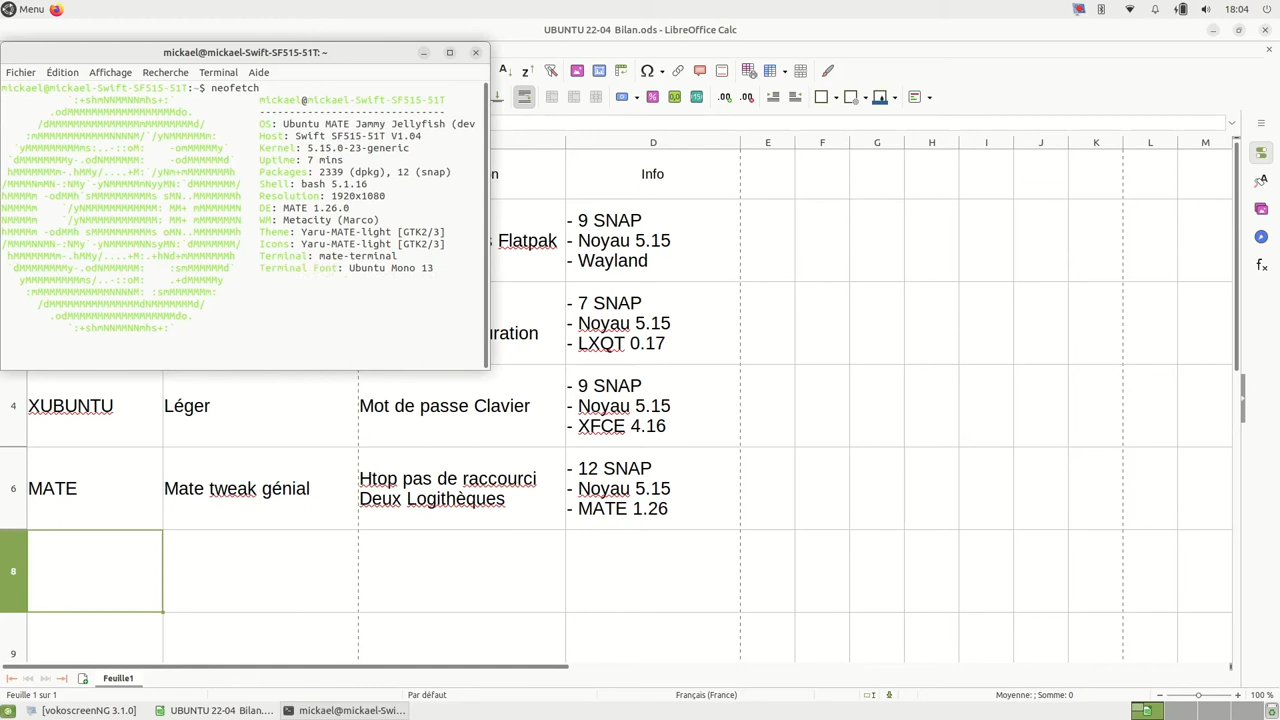 Menu
18:04
UBUNTU 22-04 Bilan.ods - LibreOffice Calc
mickael@mickael-Swift-SF515-51T: ~
Fichier Édition Affichage Recherche Terminal Aide
mickael@mickael-Swift-SF515-51T:~$ neofetch
mickael@mickael-Swift-SF515-51T
-------------------------------
OS: Ubuntu MATE Jammy Jellyfish (dev
Host: Swift SF515-51T V1.04
Kernel: 5.15.0-23-generic
Uptime: 7 mins
Packages: 2339 (dpkg), 12 (snap)
Shell: bash 5.1.16
Resolution: 1920x1080
DE: MATE 1.26.0
WM: Metacity (Marco)
Theme: Yaru-MATE-light [GTK2/3]
Icons: Yaru-MATE-light [GTK2/3]
Terminal: mate-terminal
Terminal Font: Ubuntu Mono 13
D E F G H I J K L M
Info
Flatpak
- 9 SNAP
- Noyau 5.15
- Wayland
- 7 SNAP
- Noyau 5.15
- LXQT 0.17
4 XUBUNTU Léger Mot de passe Clavier
- 9 SNAP
- Noyau 5.15
- XFCE 4.16
6 MATE Mate tweak génial
Htop pas de raccourci
Deux Logithèques
- 12 SNAP
- Noyau 5.15
- MATE 1.26
8
9
Feuille1
Feuille 1 sur 1 Par défaut Français (France) Moyenne: ; Somme: 0 100 %
[vokoscreenNG 3.1.0] UBUNTU 22-04 Bilan.... mickael@mickael-Swi...